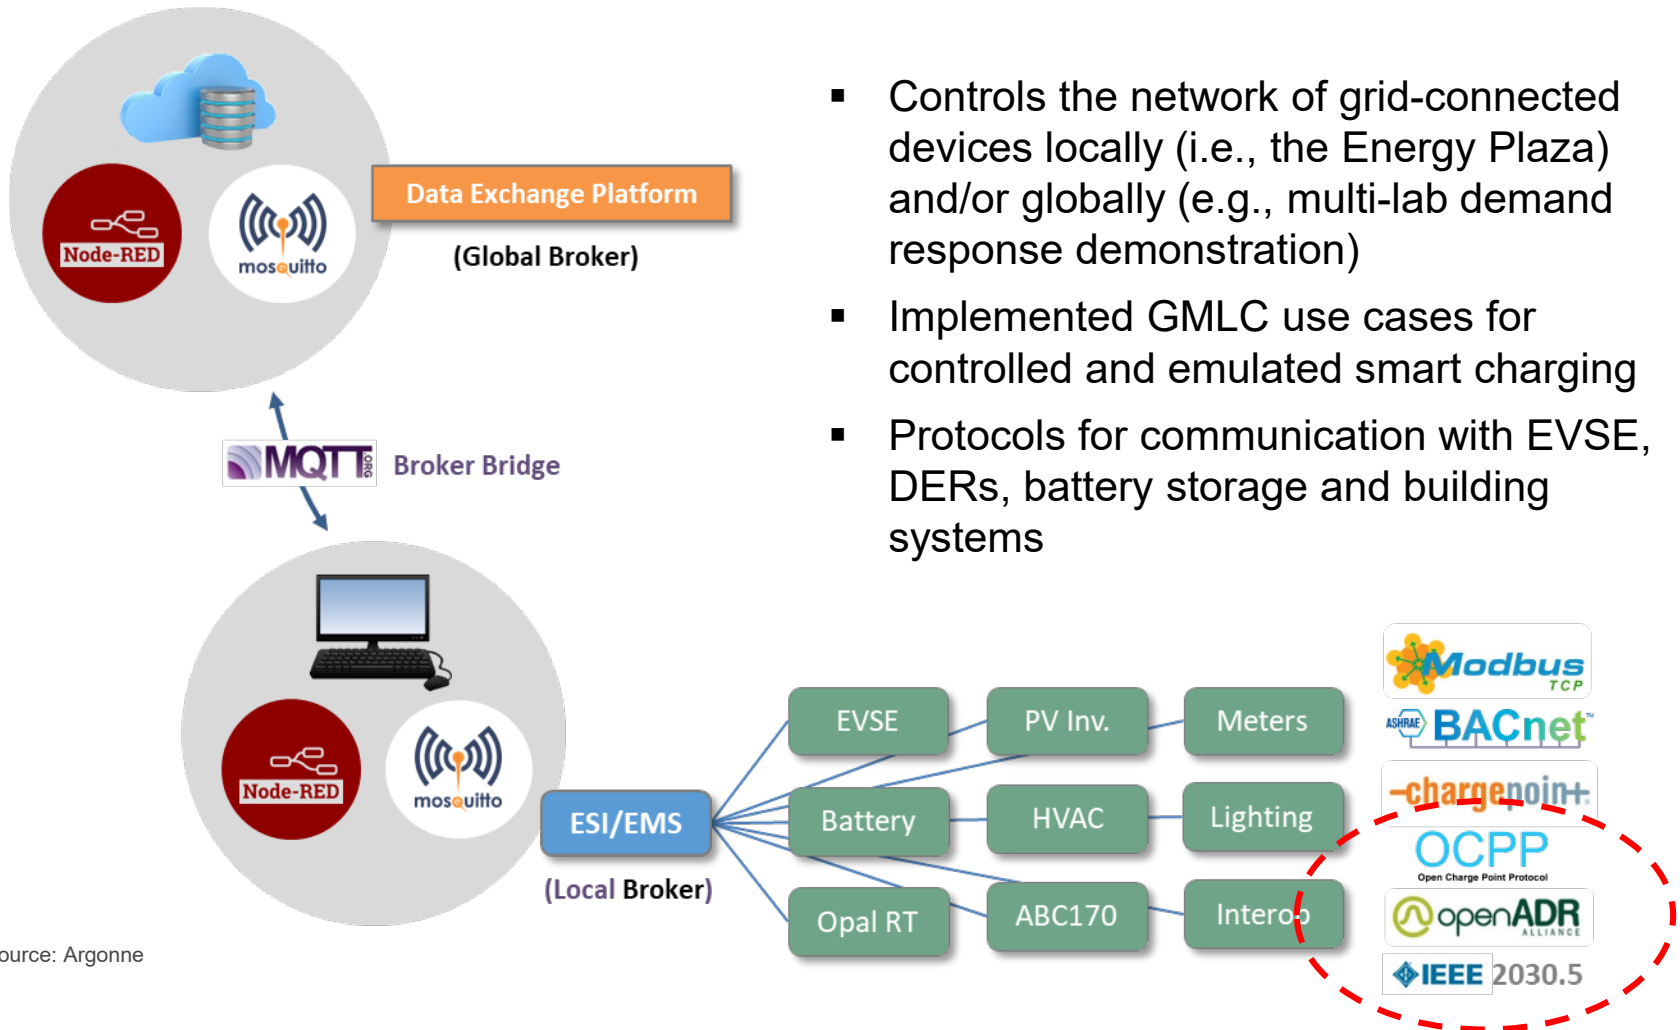 Node-RED
mosquitto
Data Exchange Platform
(Global Broker)
MQTT.ORG
Broker Bridge
▪ Controls the network of grid-connected
devices locally (i.e., the Energy Plaza)
and/or globally (e.g., multi-lab demand
response demonstration)
▪ Implemented GMLC use cases for
controlled and emulated smart charging
▪ Protocols for communication with EVSE,
DERs, battery storage and building
systems
Node-RED
mosquitto
ESI/EMS
(Local Broker)
EVSE
PV Inv.
Meters
Battery
HVAC
Lighting
Opal RT
ABC170
Interop
Modbus
TCP
ASHRAE BACnet™
-chargepoin+.
OCPP
Open Charge Point Protocol
openADR
ALLIANCE
IEEE 2030.5
ource: Argonne